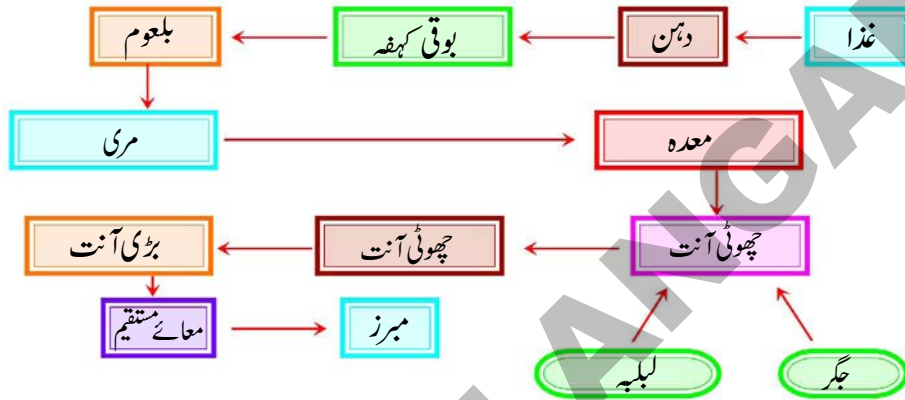 غذا
دہن
بوقی کہفہ
بلعوم
مری
معدہ
چھوٹی آنت
چھوٹی آنت
بڑی آنت
معائے مستقیم
مبرز
لبلبہ
جگر